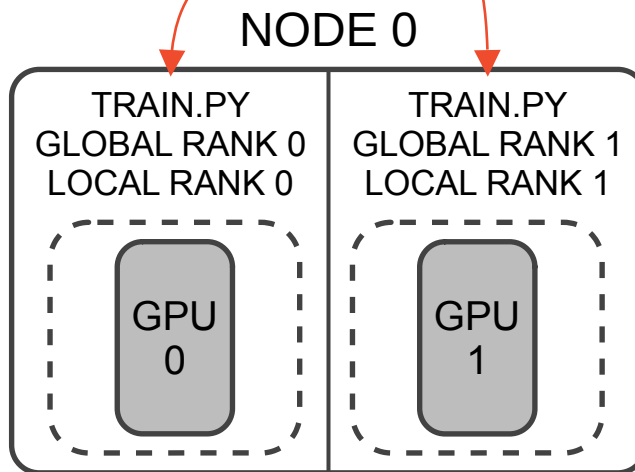 NODE 0
TRAIN.PY
GLOBAL RANK 0
LOCAL RANK 0
GPU
0
TRAIN.PY
GLOBAL RANK 1
LOCAL RANK 1
GPU
1